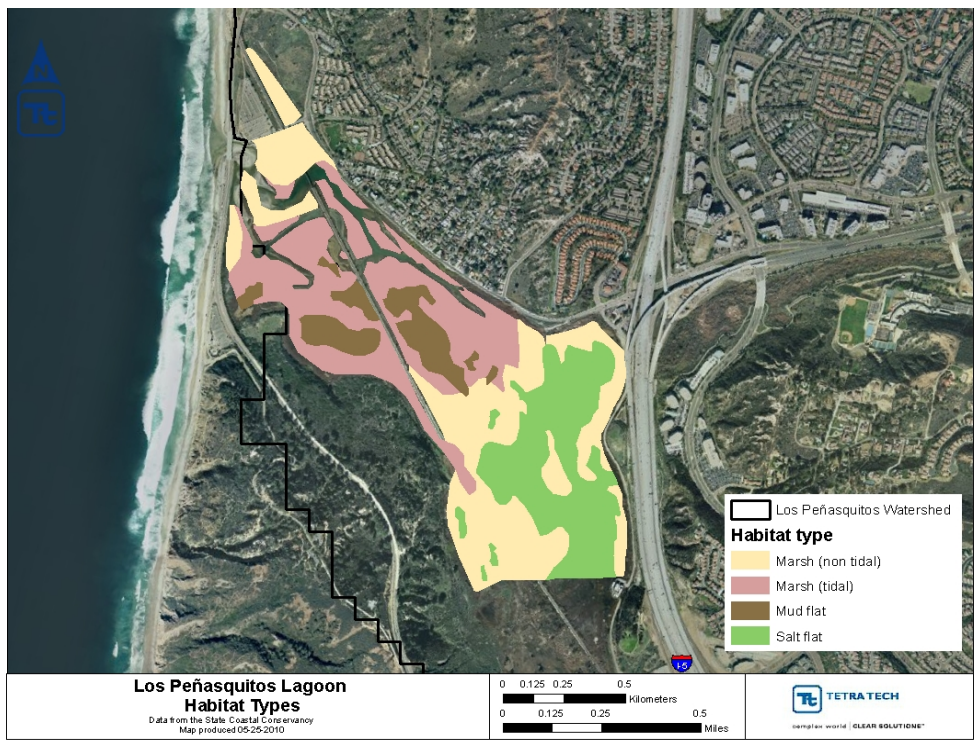 Los Peñasquitos Watershed
Habitat type
Marsh (non tidal)
Marsh (tidal)
Mud flat
Salt flat
I-5
Los Peñasquitos Lagoon
Habitat Types
Data from the State Coastal Conservancy
Map produced 05-25-2010
0 0.125 0.25 0.5
Kilometers
0 0.125 0.25 0.5
Miles
TETRA TECH
complex world | CLEAR SOLUTIONS™